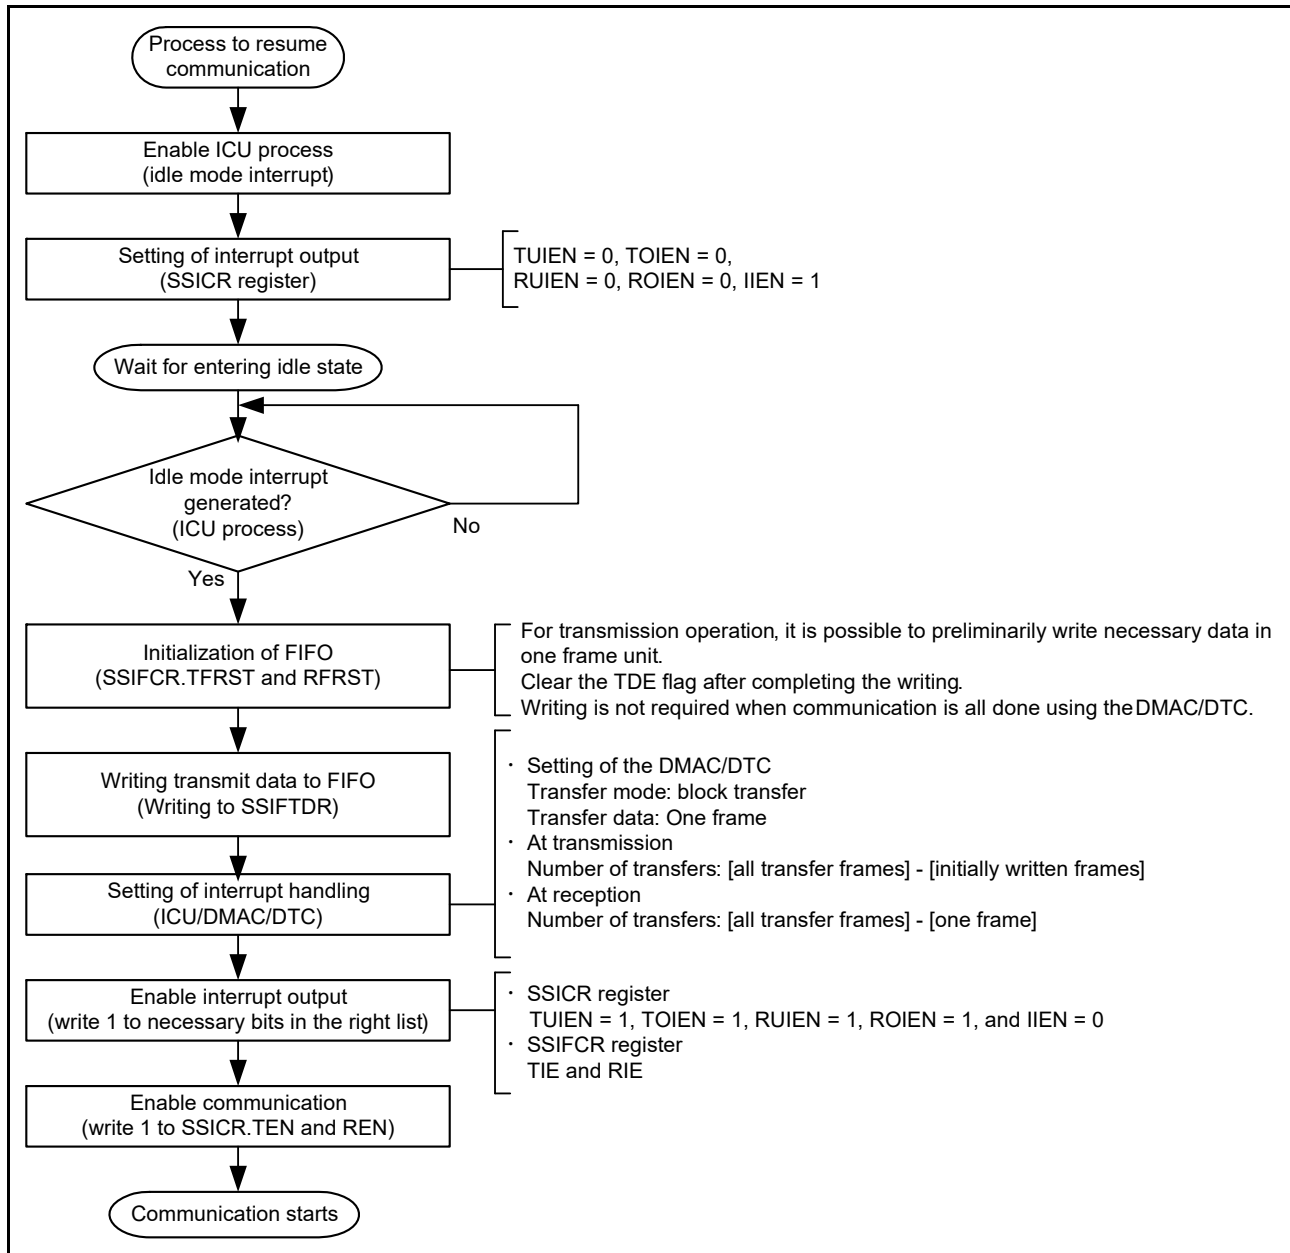 Process to resume
communication
Enable ICU process
(idle mode interrupt)
Setting of interrupt output
(SSICR register)
TUIEN = 0, TOIEN = 0,
RUIEN = 0, ROIEN = 0, IIEN = 1
Wait for entering idle state
Idle mode interrupt
generated?
(ICU process)
No
Yes
Initialization of FIFO
(SSIFCR.TFRST and RFRST)
For transmission operation, it is possible to preliminarily write necessary data in
one frame unit.
Clear the TDE flag after completing the writing.
Writing is not required when communication is all done using the DMAC/DTC.
Writing transmit data to FIFO
(Writing to SSIFTDR)
Setting of interrupt handling
(ICU/DMAC/DTC)
· Setting of the DMAC/DTC
Transfer mode: block transfer
Transfer data: One frame
· At transmission
Number of transfers: [all transfer frames] - [initially written frames]
· At reception
Number of transfers: [all transfer frames] - [one frame]
Enable interrupt output
(write 1 to necessary bits in the right list)
· SSICR register
TUIEN = 1, TOIEN = 1, RUIEN = 1, ROIEN = 1, and IIEN = 0
· SSIFCR register
TIE and RIE
Enable communication
(write 1 to SSICR.TEN and REN)
Communication starts